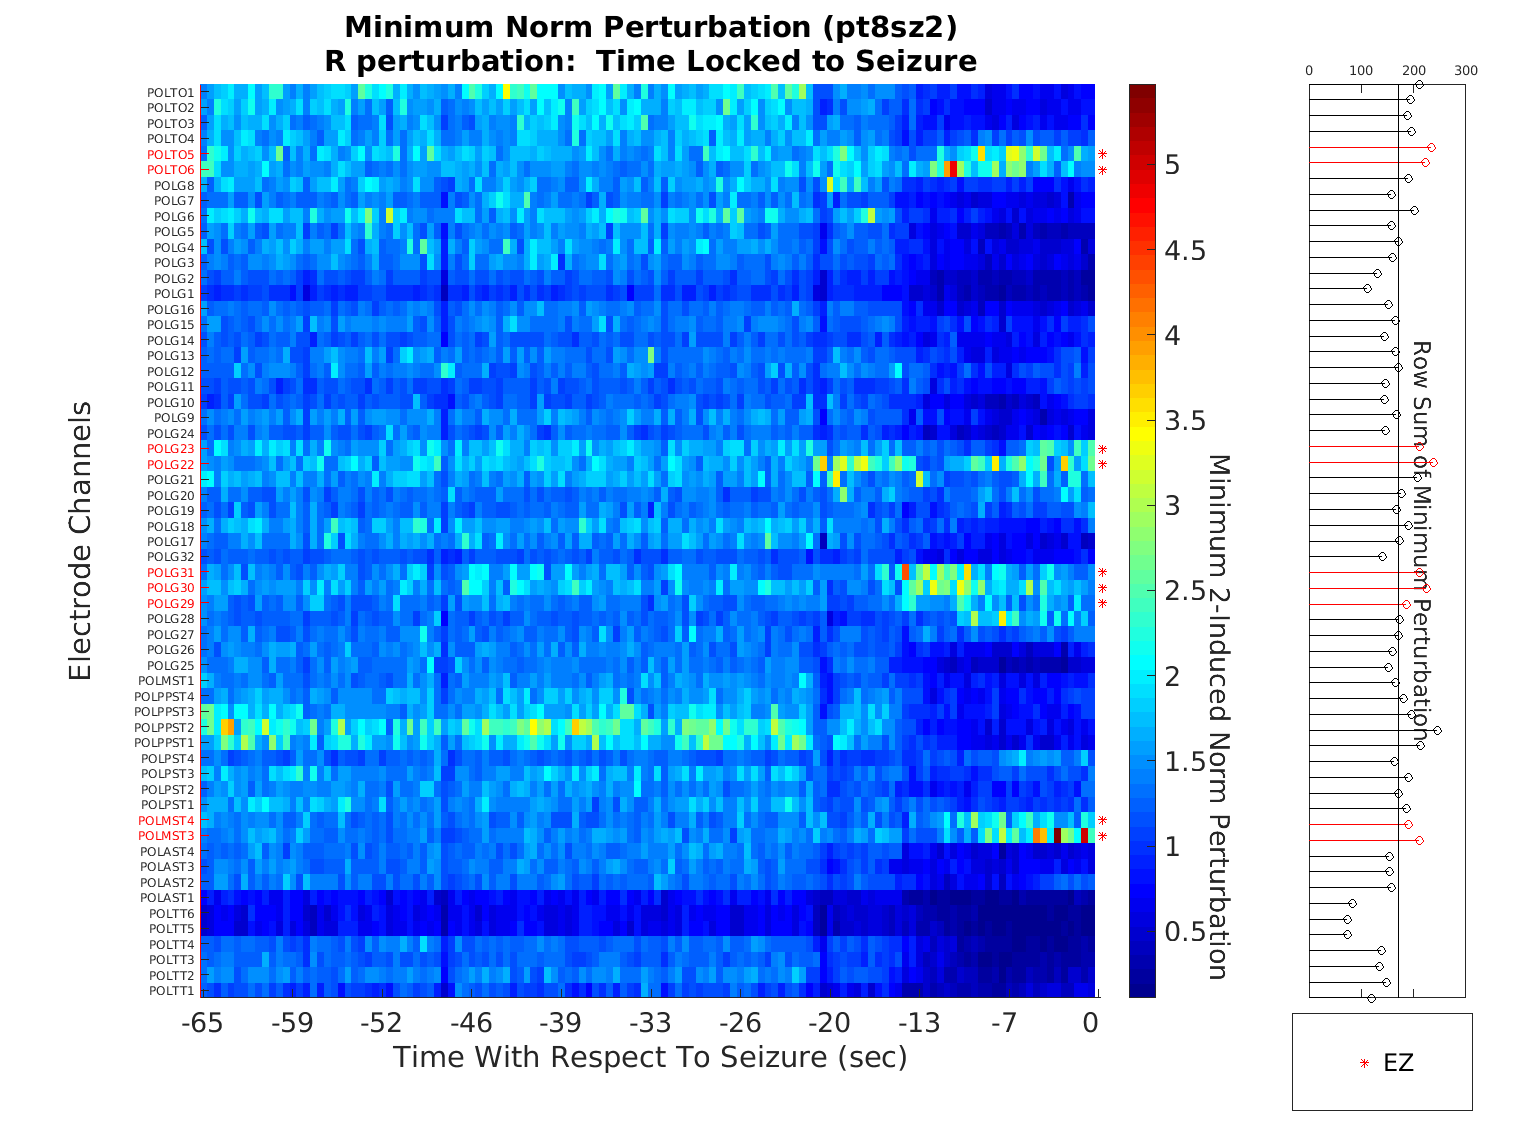 Minimum Norm Perturbation (pt8sz2)
R perturbation:  Time Locked to Seizure
Electrode Channels
POLTO1
POLTO2
POLTO3
POLTO4
POLTO5
POLTO6
POLG8
POLG7
POLG6
POLG5
POLG4
POLG3
POLG2
POLG1
POLG16
POLG15
POLG14
POLG13
POLG12
POLG11
POLG10
POLG9
POLG24
POLG23
POLG22
POLG21
POLG20
POLG19
POLG18
POLG17
POLG32
POLG31
POLG30
POLG29
POLG28
POLG27
POLG26
POLG25
POLMST1
POLPPST4
POLPPST3
POLPPST2
POLPPST1
POLPST4
POLPST3
POLPST2
POLPST1
POLMST4
POLMST3
POLAST4
POLAST3
POLAST2
POLAST1
POLTT6
POLTT5
POLTT4
POLTT3
POLTT2
POLTT1
-65 -59 -52 -46 -39 -33 -26 -20 -13 -7 0
Time With Respect To Seizure (sec)
5
4.5
4
3.5
3
2.5
2
1.5
1
0.5
Minimum 2-Induced Norm Perturbation
0 100 200 300
Row Sum of Minimum Perturbation
EZ